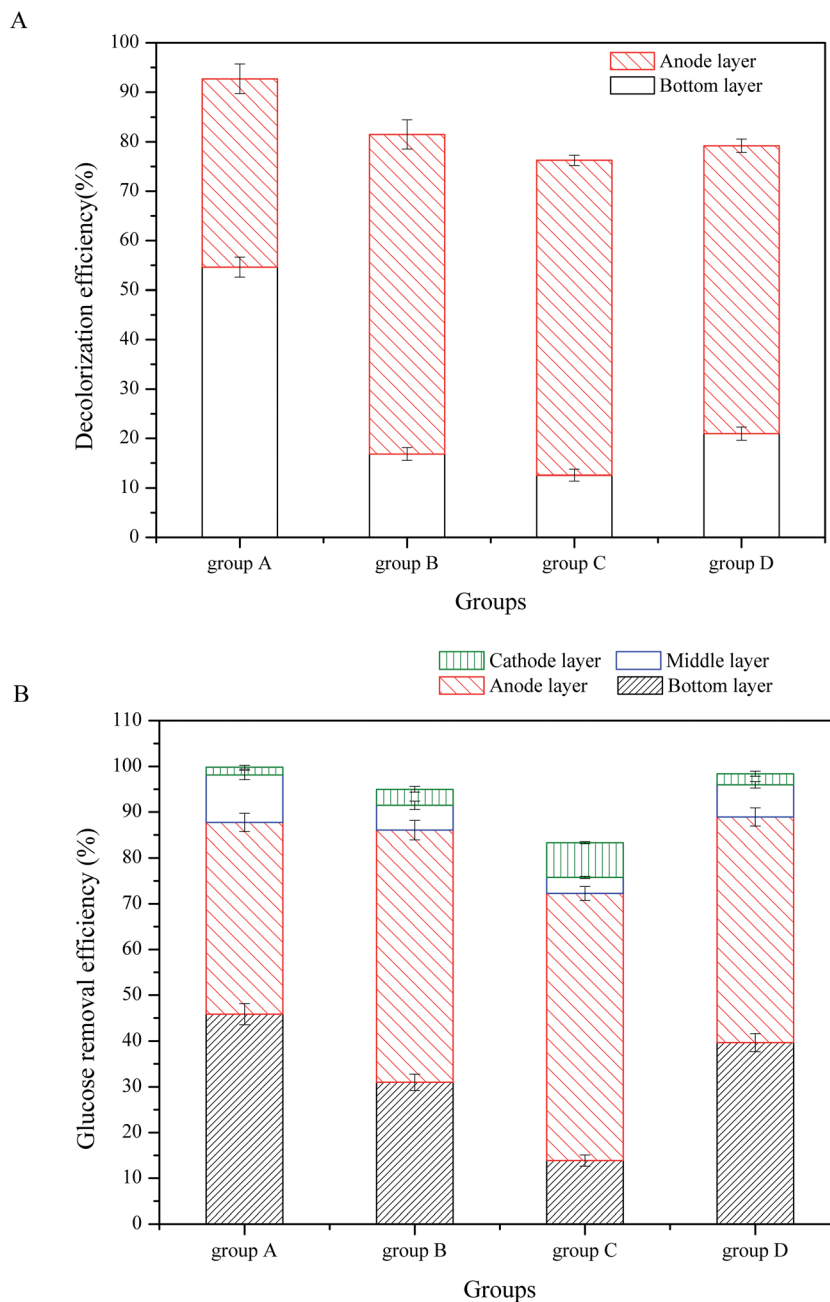 A
100
90
80
70
60
50
40
30
20
10
0
Decolorization efficiency(%)
Anode layer
Bottom layer
group A
group B
group C
group D
Groups
Cathode layer
Middle layer
Anode layer
Bottom layer
B
110
100
90
80
70
60
50
40
30
20
10
0
Glucose removal efficiency (%)
group A
group B
group C
group D
Groups